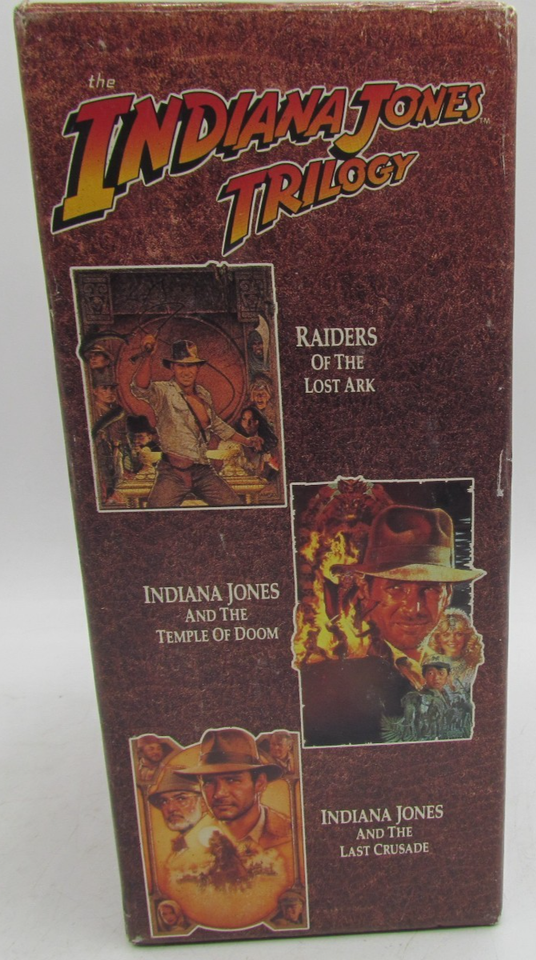 the
INDIANA JONES™
TRILOGY
RAIDERS
OF THE
LOST ARK
INDIANA JONES
AND THE
TEMPLE OF DOOM
INDIANA JONES
AND THE
LAST CRUSADE